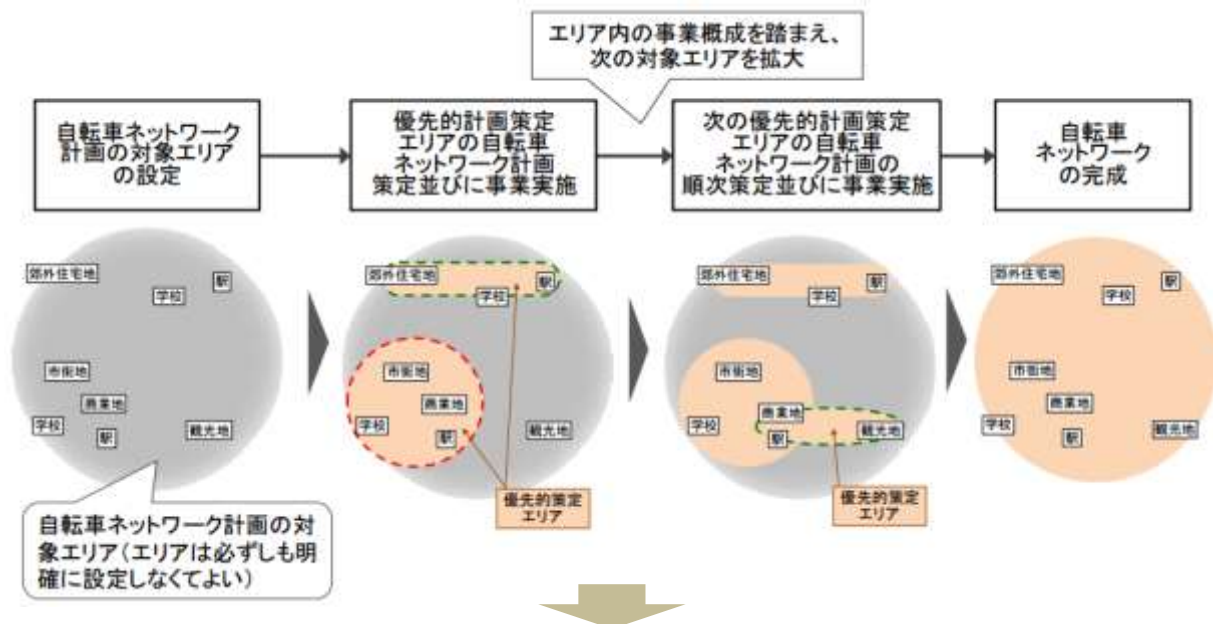 エリア内の事業概成を踏まえ、
次の対象エリアを拡大
自転車ネットワーク
計画の対象エリア
の設定
優先的計画策定
エリアの自転車
ネットワーク計画
策定並びに事業実施
次の優先的計画策定
エリアの自転車
ネットワーク計画の
順次策定並びに事業実施
自転車
ネットワーク
の完成
郊外住宅地
駅
学校
市街地
商業地
学校
駅
観光地
郊外住宅地
駅
学校
市街地
商業地
学校
駅
観光地
優先的策定
エリア
郊外住宅地
駅
学校
市街地
商業地
学校
駅
観光地
優先的策定
エリア
郊外住宅地
駅
学校
市街地
商業地
学校
駅
観光地
自転車ネットワーク計画の対
象エリア(エリアは必ずしも明
確に設定しなくてよい)